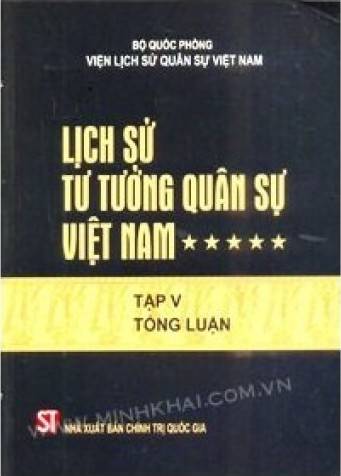 BỘ QUỐC PHÒNG
VIỆN LỊCH SỬ QUÂN SỰ VIỆT NAM
LỊCH SỬ
TƯ TƯỞNG QUÂN SỰ
VIỆT NAM ★★★★★
TẬP V
TỔNG LUẬN
WWW.MINHKHAI.COM.VN
ST NHÀ XUẤT BẢN CHÍNH TRỊ QUỐC GIA